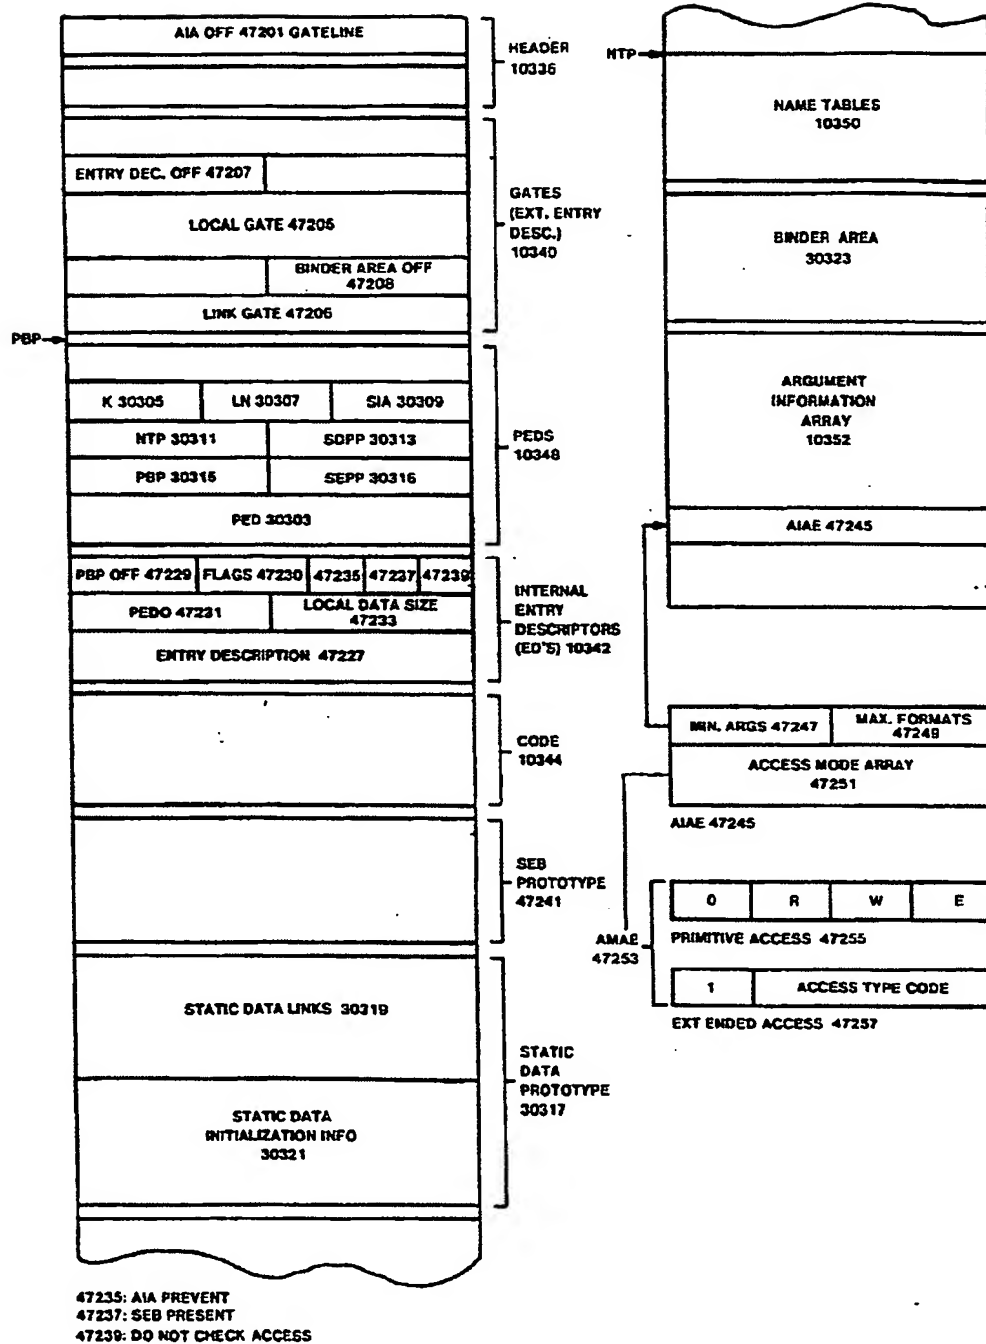 AIA OFF 47201 GATELINE
HEADER
10336
ENTRY DEC. OFF 47207
LOCAL GATE 47205
BINDER AREA OFF
47208
LINK GATE 47206
GATES
(EXT. ENTRY
DESC.)
10340
PBP
K 30305
LN 30307
SIA 30309
NTP 30311
SDPP 30313
PBP 30315
SEPP 30316
PED 30303
PEDS
10348
PBP OFF 47229
FLAGS 47230
47235
47237
47239
PEDO 47231
LOCAL DATA SIZE
47233
ENTRY DESCRIPTION 47227
INTERNAL
ENTRY
DESCRIPTORS
(ED'S) 10342
CODE
10344
SEB
PROTOTYPE
47241
STATIC DATA LINKS 30319
STATIC DATA
INITIALIZATION INFO
30321
STATIC
DATA
PROTOTYPE
30317
47235: AIA PREVENT
47237: SEB PRESENT
47239: DO NOT CHECK ACCESS
NTP
NAME TABLES
10350
BINDER AREA
30323
ARGUMENT
INFORMATION
ARRAY
10352
AIAE 47245
MIN. ARGS 47247
MAX. FORMATS
47249
ACCESS MODE ARRAY
47251
AIAE 47245
AMAE
47253
0
R
W
E
PRIMITIVE ACCESS 47255
1
ACCESS TYPE CODE
EXT ENDED ACCESS 47257